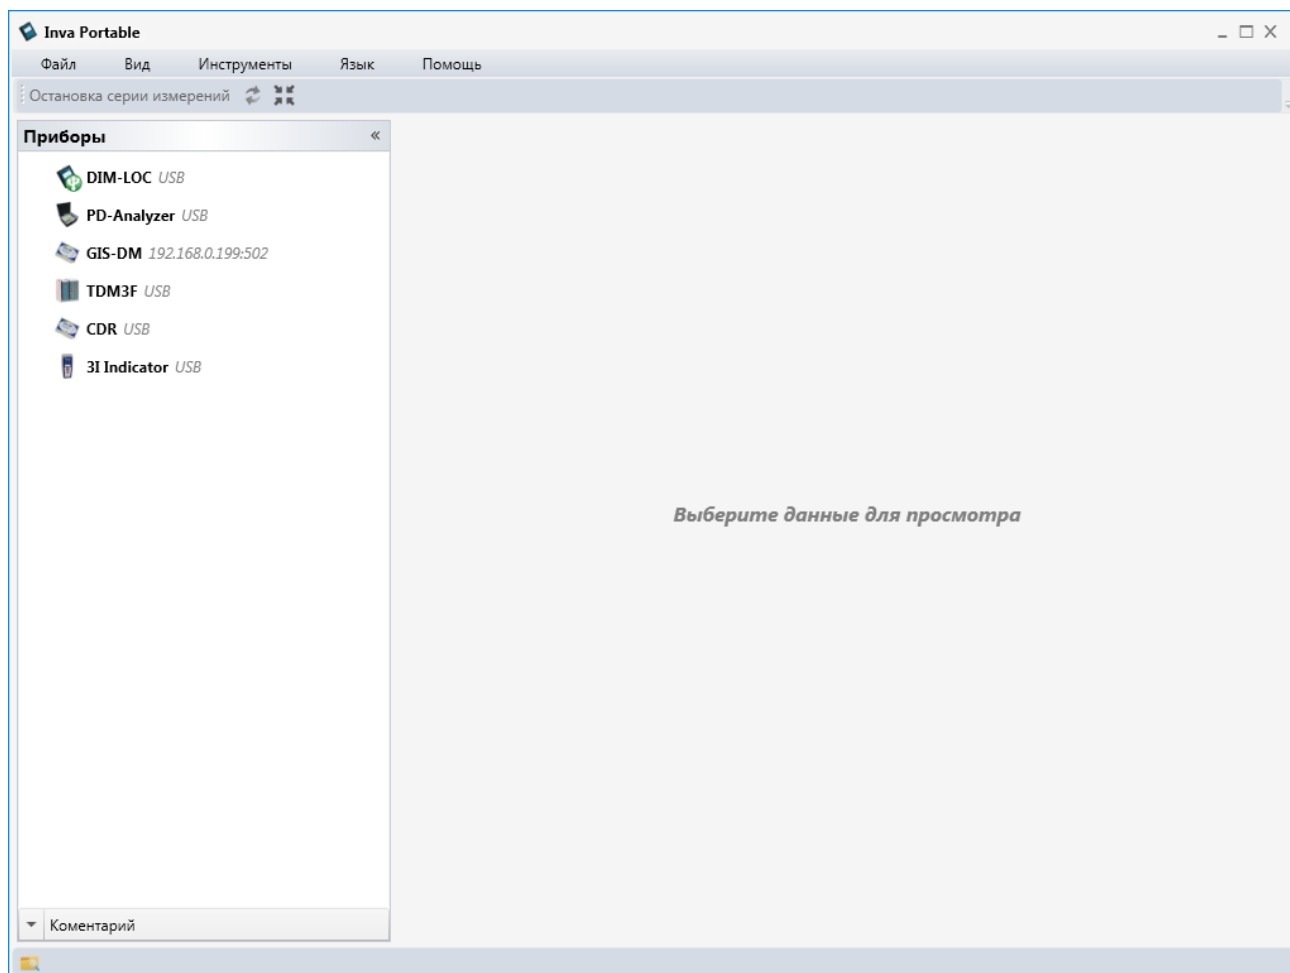 Inva Portable
Файл Вид Инструменты Язык Помощь
Остановка серии измерений
Приборы «
DIM-LOC USB
PD-Analyzer USB
GIS-DM 192.168.0.199:502
TDM3F USB
CDR USB
3I Indicator USB
Выберите данные для просмотра
Коментарий